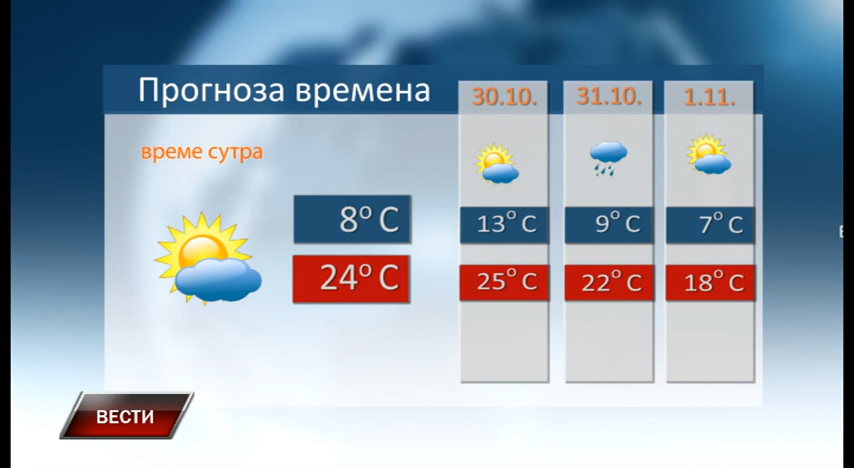 Прогноза времена
време сутра
8° C
24° C
30.10.
13° C
25° C
31.10.
9° C
22° C
1.11.
7° C
18° C
ВЕСТИ